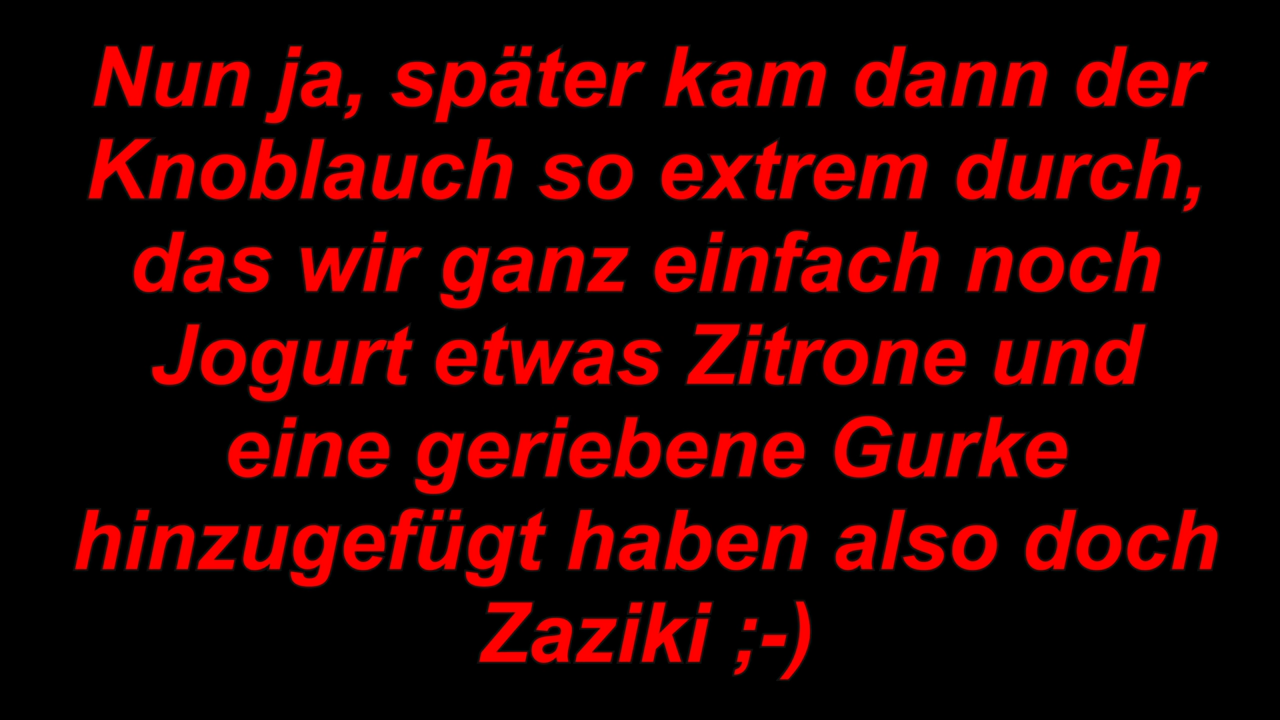 Nun ja, später kam dann der
Knoblauch so extrem durch,
das wir ganz einfach noch
Jogurt etwas Zitrone und
eine geriebene Gurke
hinzugefügt haben also doch
Zaziki ;-)